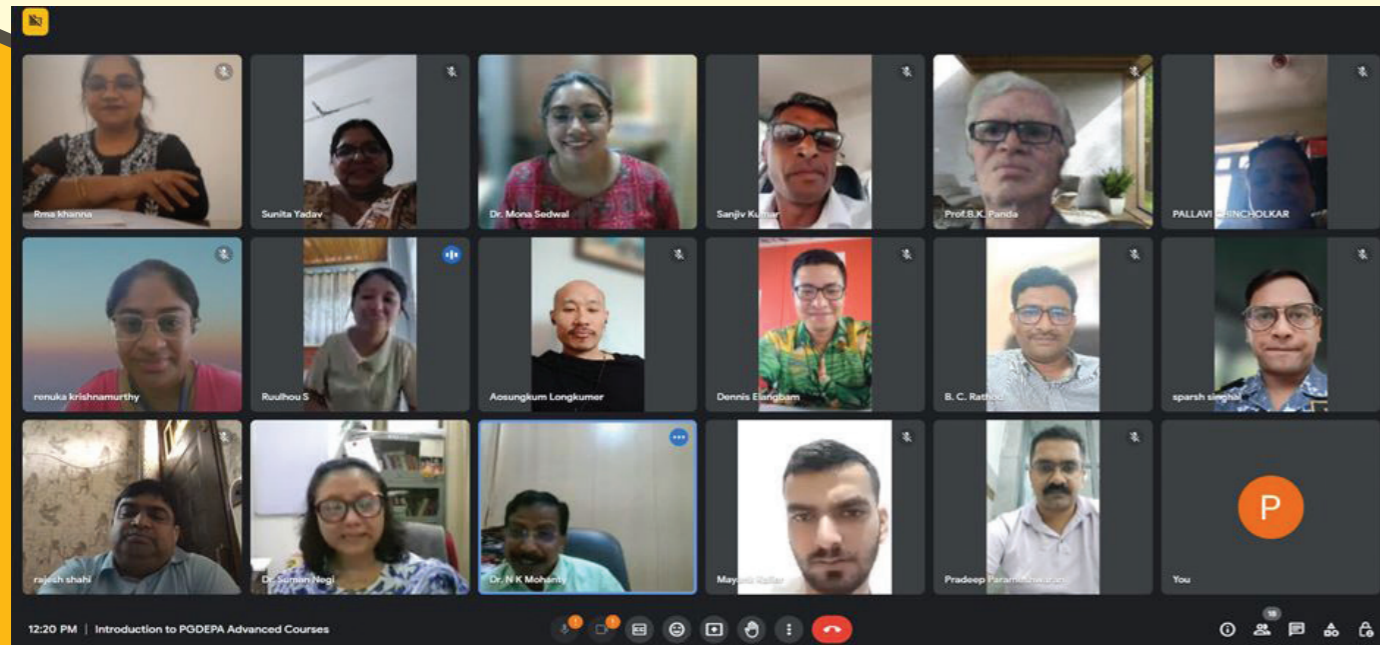 Rma khanna
Sunita Yadav
Dr. Mona Sedwal
Sanjiv Kumar
Prof.B.K. Panda
PALLAVI CHINCHOLKAR
renuka krishnamurthy
Ruulhou S
Aosungkum Longkumer
Dennis Elangbam
B. C. Rathod
sparsh singhal
rajesh shahi
Dr. Suman Negi
Dr. N K Mohanty
Mayank
Pradeep Parameshwaran
P
You
12:20 PM | Introduction to PGDEPA Advanced Courses
18